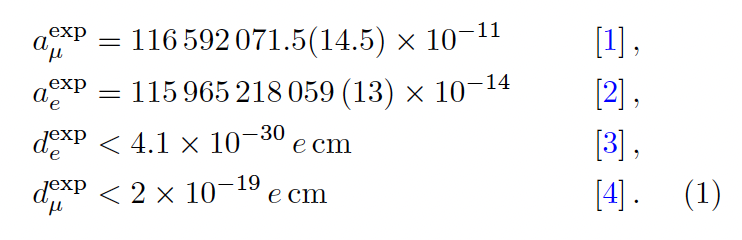 a_μ^exp = 116 592 071.5(14.5) × 10^−11 [1] ,
a_e^exp = 115 965 218 059 (13) × 10^−14 [2] ,
d_e^exp < 4.1 × 10^−30 e cm [3] ,
d_μ^exp < 2 × 10^−19 e cm [4] . (1)